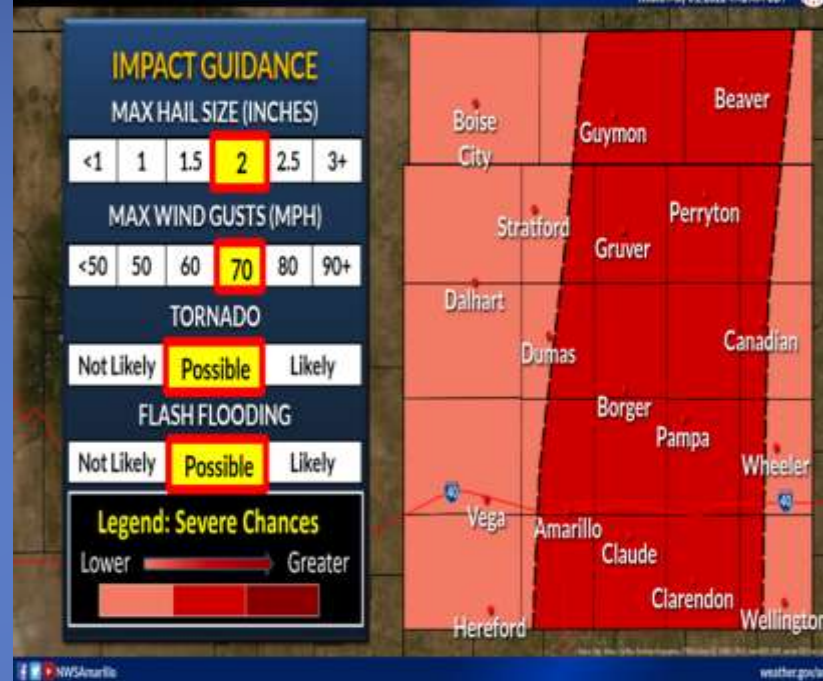 IMPACT GUIDANCE
MAX HAIL SIZE (INCHES)
<1 1 1.5 2 2.5 3+
MAX WIND GUSTS (MPH)
<50 50 60 70 80 90+
TORNADO
Not Likely Possible Likely
FLASH FLOODING
Not Likely Possible Likely
Legend: Severe Chances
Lower Greater
Boise City
Guymon
Beaver
Stratford
Gruver
Perryton
Dalhart
Dumas
Canadian
Borger
Pampa
Wheeler
40
40
Vega
Amarillo
Claude
Clarendon
Hereford
Wellington
NWSAmarillo